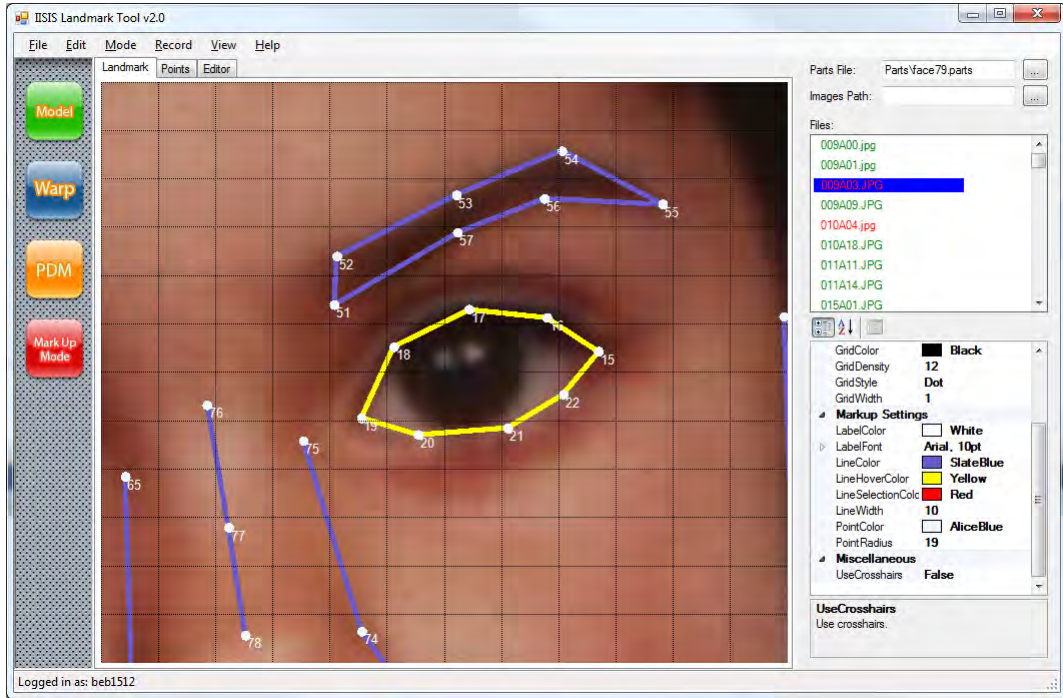 IISIS Landmark Tool v2.0
File Edit Mode Record View Help
Landmark Points Editor
Model
Warp
PDM
Mark Up
Mode
54
53
56
55
57
52
51
17
16
18
15
22
19
20
21
76
75
65
77
74
78
Parts File: Parts\face79.parts ...
Images Path: ...
Files:
009A00.jpg
009A01.jpg
009A03.JPG
009A09.JPG
010A04.jpg
010A18.JPG
011A11.JPG
011A14.JPG
015A01.JPG
GridColor Black
GridDensity 12
GridStyle Dot
GridWidth 1
Markup Settings
LabelColor White
LabelFont Arial, 10pt
LineColor SlateBlue
LineHoverColor Yellow
LineSelectionColc Red
LineWidth 10
PointColor AliceBlue
PointRadius 19
Miscellaneous
UseCrosshairs False
UseCrosshairs
Use crosshairs.
Logged in as: beb1512